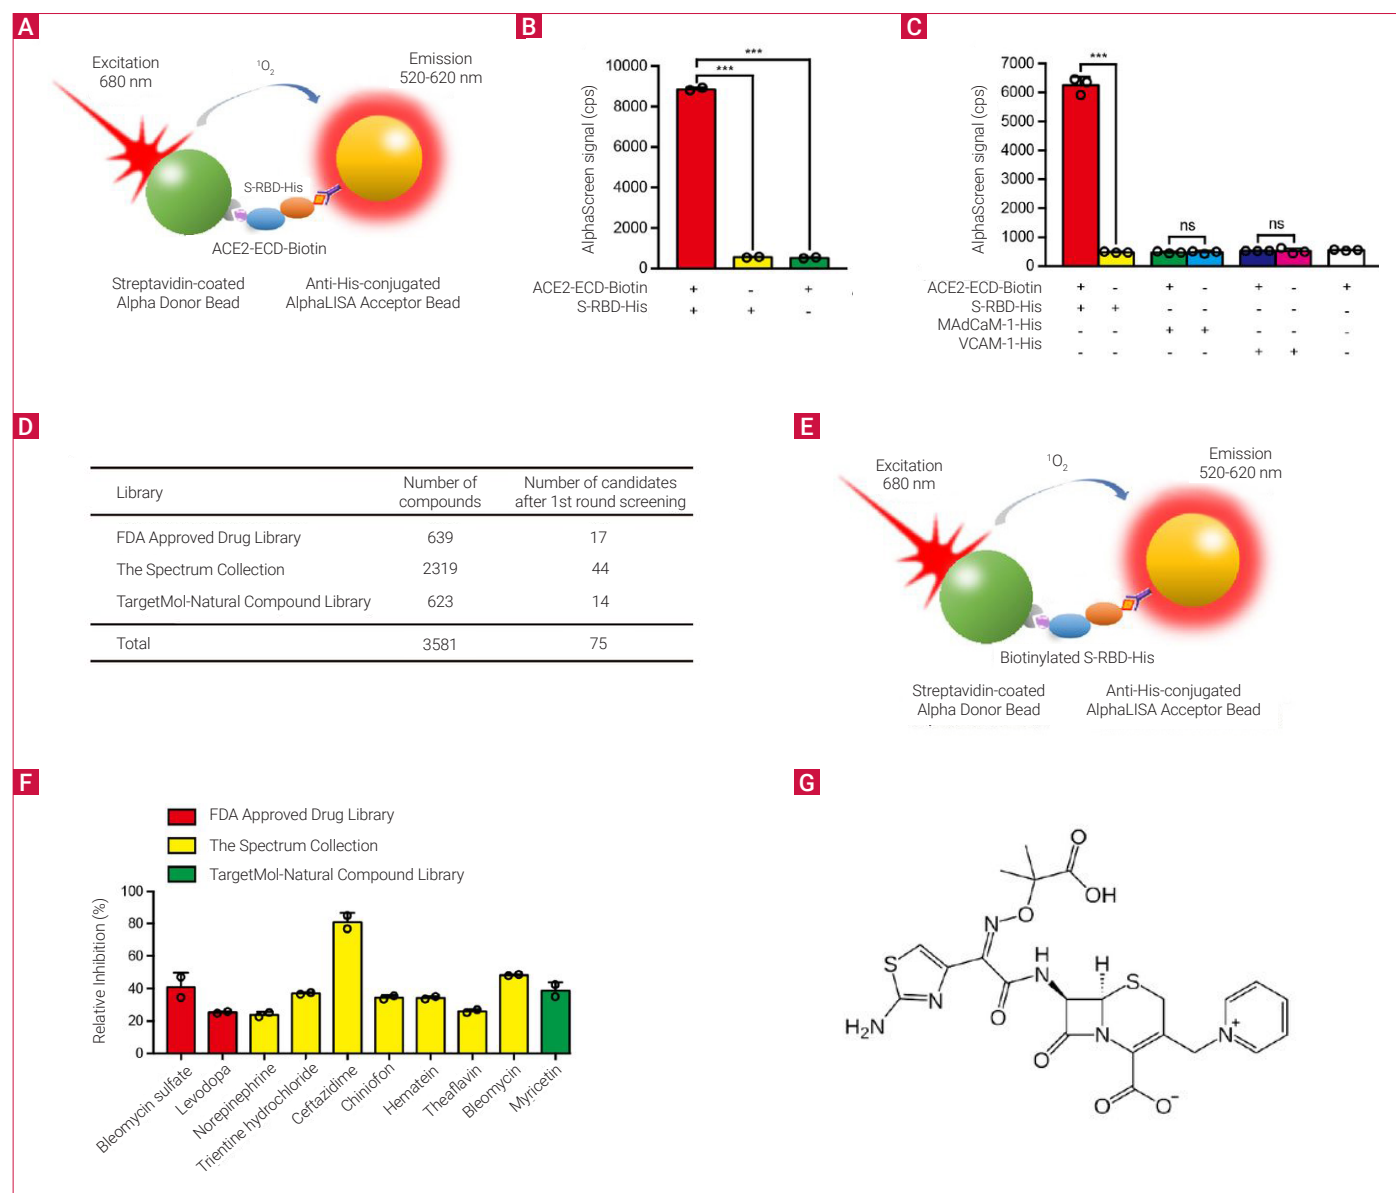 A
Excitation
680 nm
¹O₂
Emission
520-620 nm
S-RBD-His
ACE2-ECD-Biotin
Streptavidin-coated
Alpha Donor Bead
Anti-His-conjugated
AlphaLISA Acceptor Bead
B
AlphaScreen signal (cps)
10000
8000
6000
4000
2000
0
***
***
ACE2-ECD-Biotin + - +
S-RBD-His + + -
C
AlphaScreen signal (cps)
7000
6000
5000
4000
3000
2000
1000
0
***
ns
ns
ACE2-ECD-Biotin + - + - + - +
S-RBD-His + + - - - - -
MAdCaM-1-His - - + + - - -
VCAM-1-His - - - - + + -
D
Library Number of compounds Number of candidates after 1st round screening
FDA Approved Drug Library 639 17
The Spectrum Collection 2319 44
TargetMol-Natural Compound Library 623 14
Total 3581 75
E
Excitation
680 nm
¹O₂
Emission
520-620 nm
Biotinylated S-RBD-His
Streptavidin-coated
Alpha Donor Bead
Anti-His-conjugated
AlphaLISA Acceptor Bead
F
FDA Approved Drug Library
The Spectrum Collection
TargetMol-Natural Compound Library
Relative Inhibition (%)
100
80
60
40
20
0
Bleomycin sulfate
Levodopa
Norepinephrine
Trientine hydrochloride
Ceftazidime
Chiniofon
Hematein
Theaflavin
Bleomycin
Myricetin
G
O
OH
O
N
S
N
H₂N
O
H
N
H
S
O
N
N⁺
O
O⁻